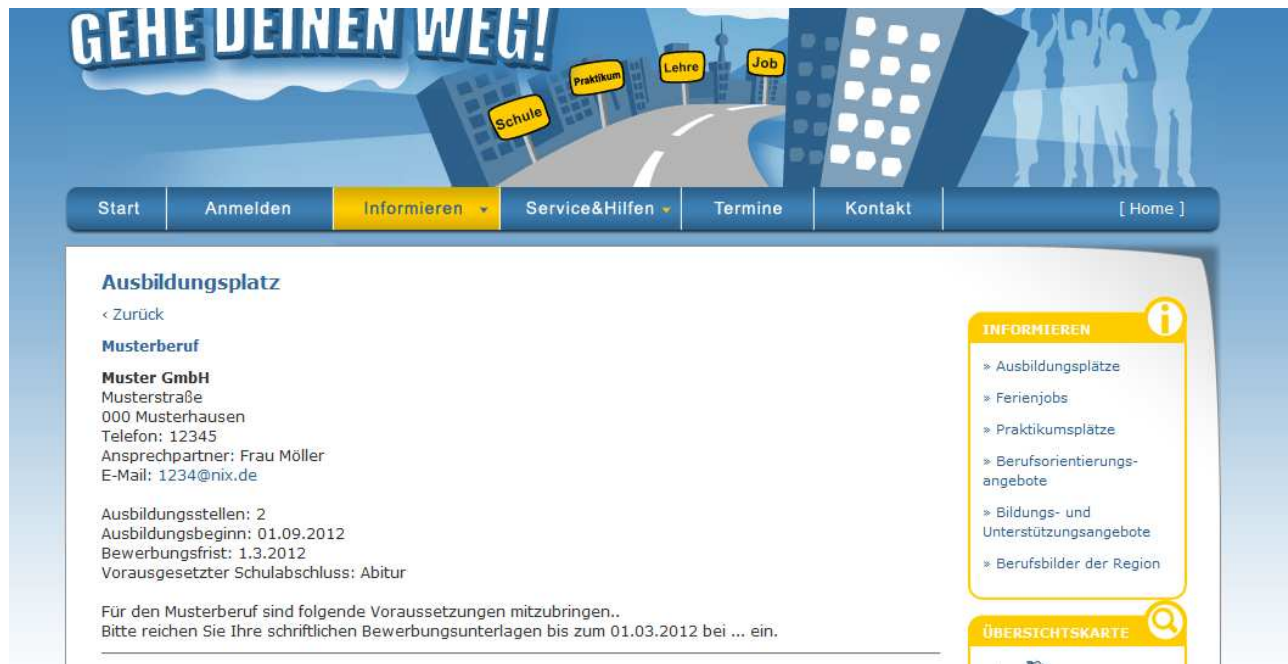 GEHE DEINEN WEG!
Schule
Praktikum
Lehre
Job
Start Anmelden Informieren Service&Hilfen Termine Kontakt [ Home ]
Ausbildungsplatz
‹ Zurück
Musterberuf
Muster GmbH
Musterstraße
000 Musterhausen
Telefon: 12345
Ansprechpartner: Frau Möller
E-Mail: 1234@nix.de
Ausbildungsstellen: 2
Ausbildungsbeginn: 01.09.2012
Bewerbungsfrist: 1.3.2012
Vorausgesetzter Schulabschluss: Abitur
Für den Musterberuf sind folgende Voraussetzungen mitzubringen..
Bitte reichen Sie Ihre schriftlichen Bewerbungsunterlagen bis zum 01.03.2012 bei ... ein.
INFORMIEREN
» Ausbildungsplätze
» Ferienjobs
» Praktikumsplätze
» Berufsorientierungs-
angebote
» Bildungs- und
Unterstützungsangebote
» Berufsbilder der Region
ÜBERSICHTSKARTE